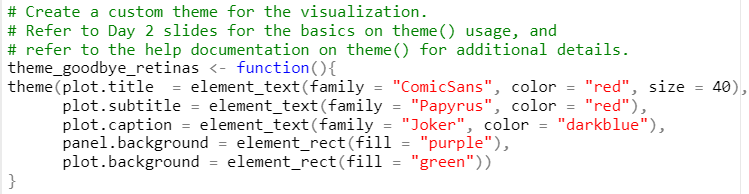 # Create a custom theme for the visualization.
# Refer to Day 2 slides for the basics on theme() usage, and
# refer to the help documentation on theme() for additional details.
theme_goodbye_retinas <- function(){
theme(plot.title  = element_text(family = "ComicSans", color = "red", size = 40),
      plot.subtitle = element_text(family = "Papyrus", color = "red"),
      plot.caption = element_text(family = "Joker", color = "darkblue"),
      panel.background = element_rect(fill = "purple"),
      plot.background = element_rect(fill = "green"))
}